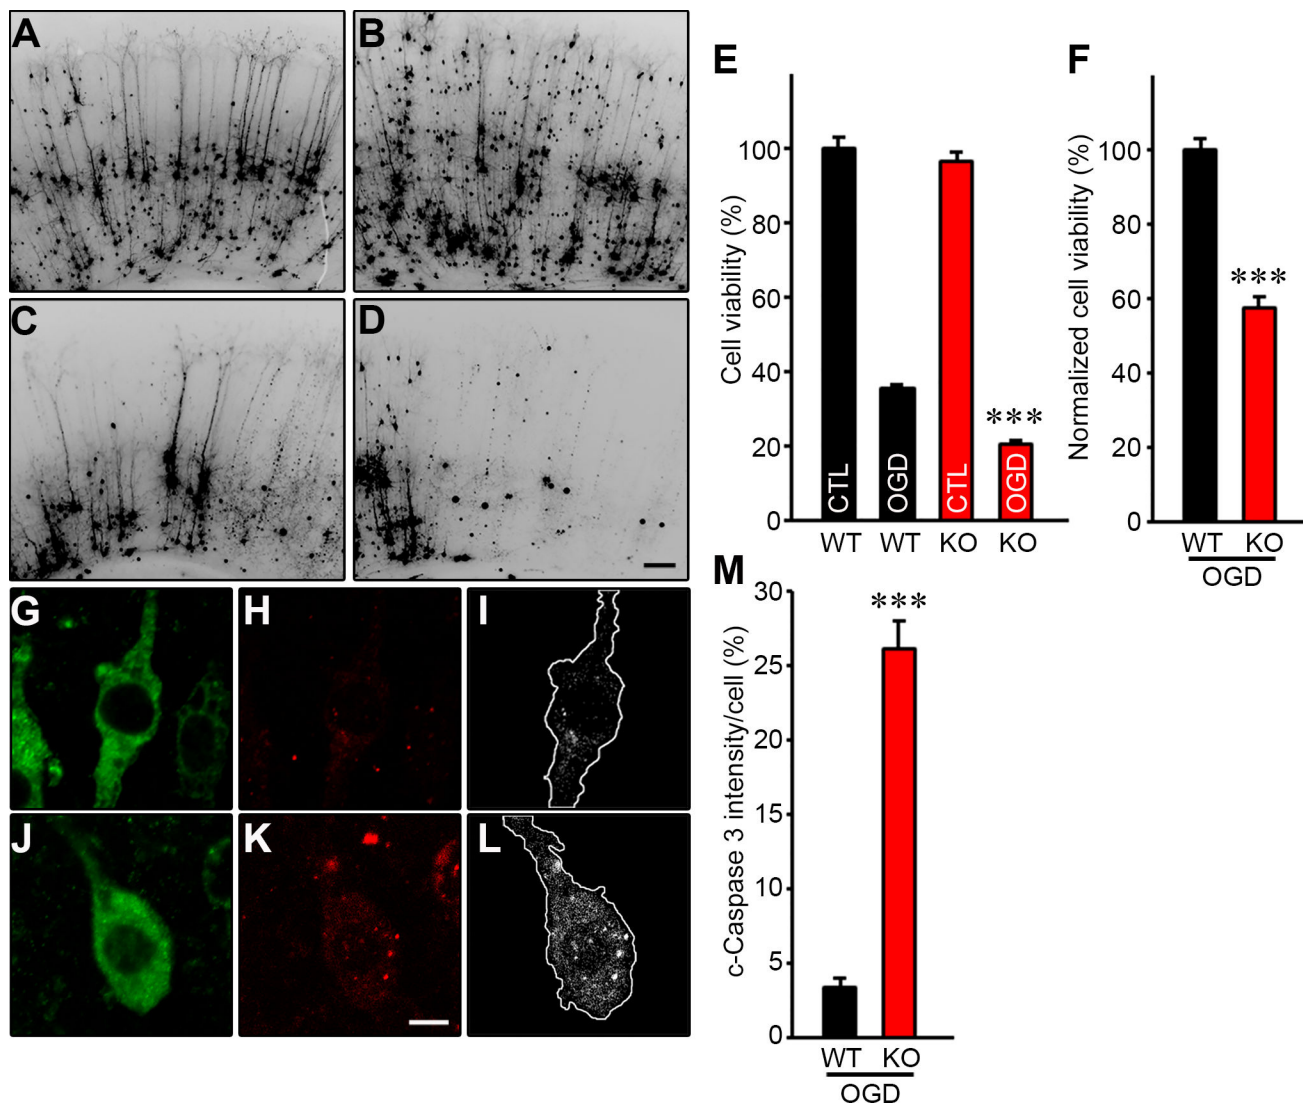 A
B
C
D
E
Cell viability (%)
100
80
60
40
20
0
CTL
OGD
CTL
OGD
***
WT
WT
KO
KO
F
Normalized cell viability (%)
100
80
60
40
20
0
***
WT
KO
OGD
G
H
I
J
K
L
M
c-Caspase 3 intensity/cell (%)
30
25
20
15
10
5
0
***
WT
KO
OGD